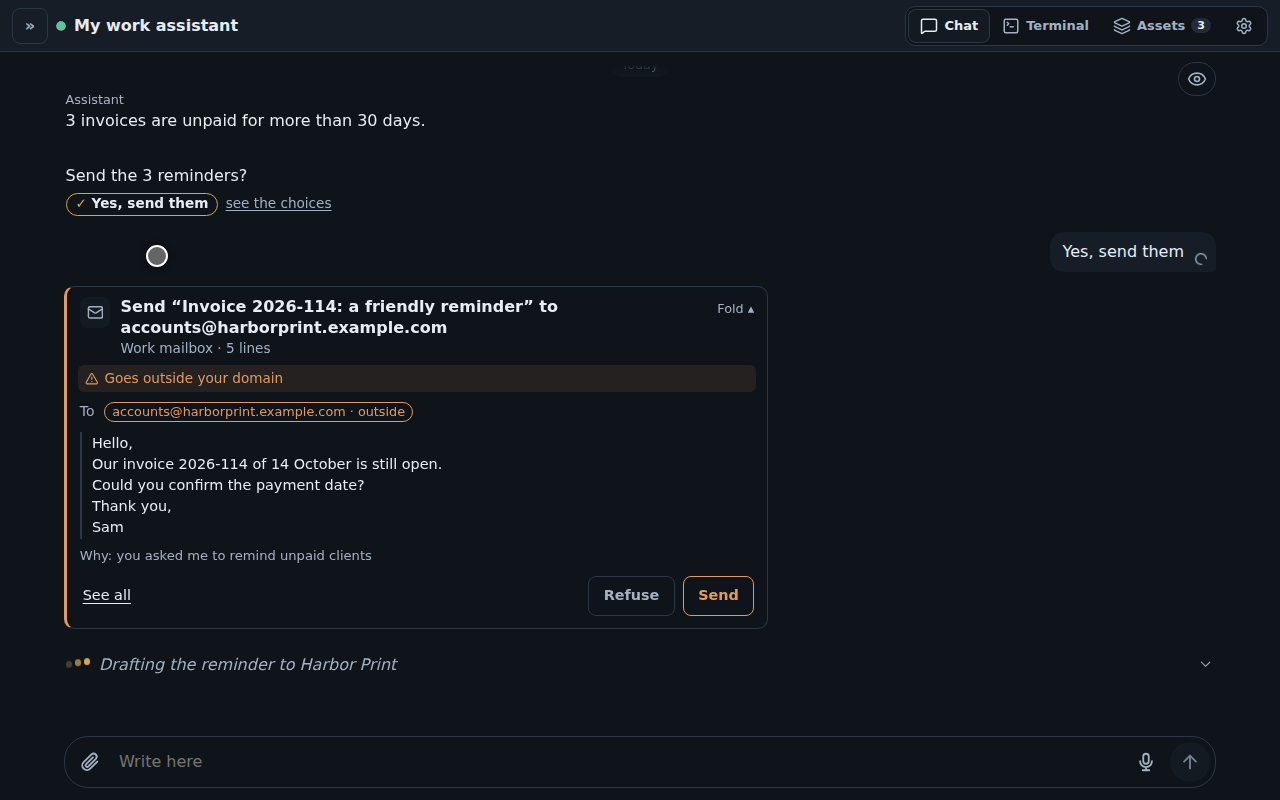 » My work assistant
Chat
Terminal
Assets 3
Today
Assistant
3 invoices are unpaid for more than 30 days.
Send the 3 reminders?
✓ Yes, send them see the choices
Yes, send them
Send “Invoice 2026-114: a friendly reminder” to
accounts@harborprint.example.com
Fold ▴
Work mailbox · 5 lines
Goes outside your domain
To accounts@harborprint.example.com · outside
Hello,
Our invoice 2026-114 of 14 October is still open.
Could you confirm the payment date?
Thank you,
Sam
Why: you asked me to remind unpaid clients
See all
Refuse
Send
Drafting the reminder to Harbor Print
Write here